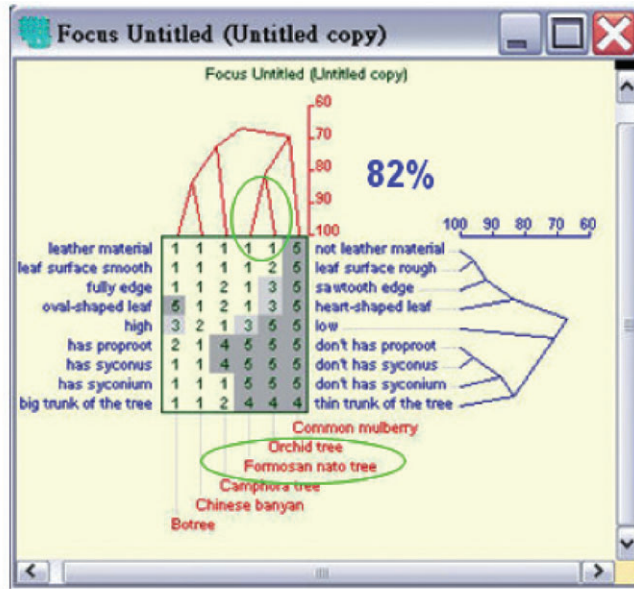 Focus Untitled (Untitled copy)
Focus Untitled (Untitled copy)
60
70
80
90
100
82%
100 90 80 70 60
leather material 1 1 1 1 1 5 not leather material
leaf surface smooth 1 1 1 1 2 5 leaf surface rough
fully edge 1 1 2 1 3 5 sawtooth edge
oval-shaped leaf 5 1 2 1 3 5 heart-shaped leaf
high 3 2 1 3 5 5 low
has proproot 2 1 4 5 5 5 don't has proproot
has syconus 1 1 4 5 5 5 don't has syconus
has syconium 1 1 1 5 5 5 don't has syconium
big trunk of the tree 1 1 2 4 4 4 thin trunk of the tree
Common mulberry
Orchid tree
Formosan nato tree
Camphora tree
Chinese banyan
Botree